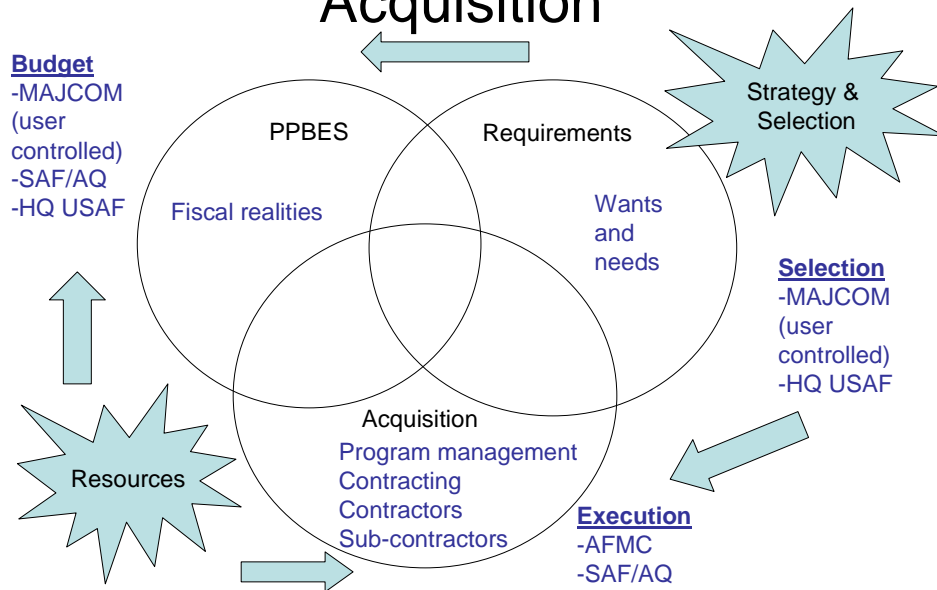 Acquisition
Budget
-MAJCOM
(user
controlled)
-SAF/AQ
-HQ USAF
PPBES
Fiscal realities
Requirements
Wants
and
needs
Strategy &
Selection
Selection
-MAJCOM
(user
controlled)
-HQ USAF
Resources
Acquisition
Program management
Contracting
Contractors
Sub-contractors
Execution
-AFMC
-SAF/AQ